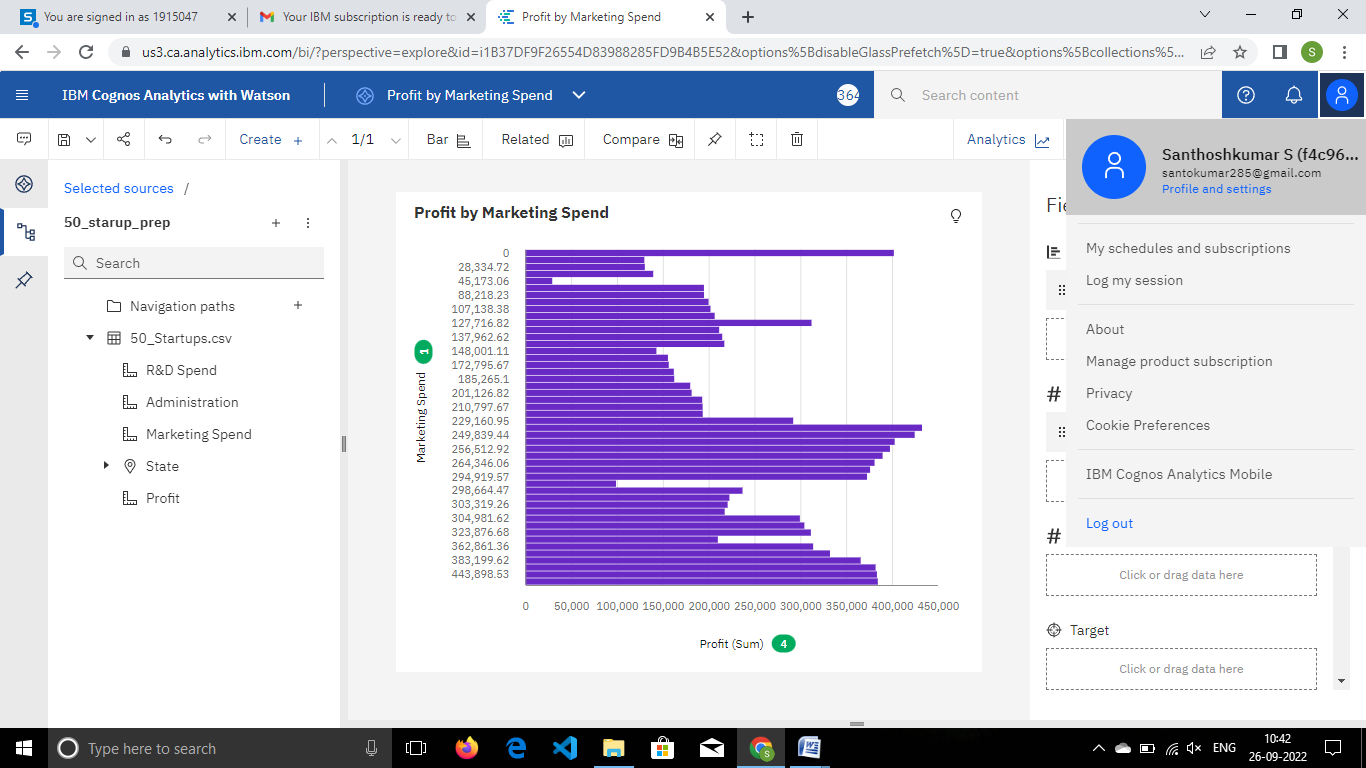 You are signed in as 1915047
Your IBM subscription is ready to
Profit by Marketing Spend
us3.ca.analytics.ibm.com/bi/?perspective=explore&id=i1B37DF9F26554D83988285FD9B4B5E52&options%5BdisableGlassPrefetch%5D=true&options%5Bcollections%5...
S
IBM Cognos Analytics with Watson
Profit by Marketing Spend
364
Search content
Create
1/1
Bar
Related
Compare
Analytics
Santhoshkumar S (f4c96...
santokumar285@gmail.com
Profile and settings
My schedules and subscriptions
Log my session
About
Manage product subscription
Privacy
Cookie Preferences
IBM Cognos Analytics Mobile
Log out
Selected sources /
50_starup_prep
Search
Navigation paths
50_Startups.csv
R&D Spend
Administration
Marketing Spend
State
Profit
Profit by Marketing Spend
0
28,334.72
45,173.06
88,218.23
107,138.38
127,716.82
137,962.62
148,001.11
172,795.67
185,265.1
201,126.82
210,797.67
229,160.95
249,839.44
256,512.92
264,346.06
294,919.57
298,664.47
303,319.26
304,981.62
323,876.68
362,861.36
383,199.62
443,898.53
Marketing Spend
1
0 50,000 100,000 150,000 200,000 250,000 300,000 350,000 400,000 450,000
Profit (Sum) 4
#
#
Click or drag data here
Target
Click or drag data here
Type here to search
ENG
10:42
26-09-2022